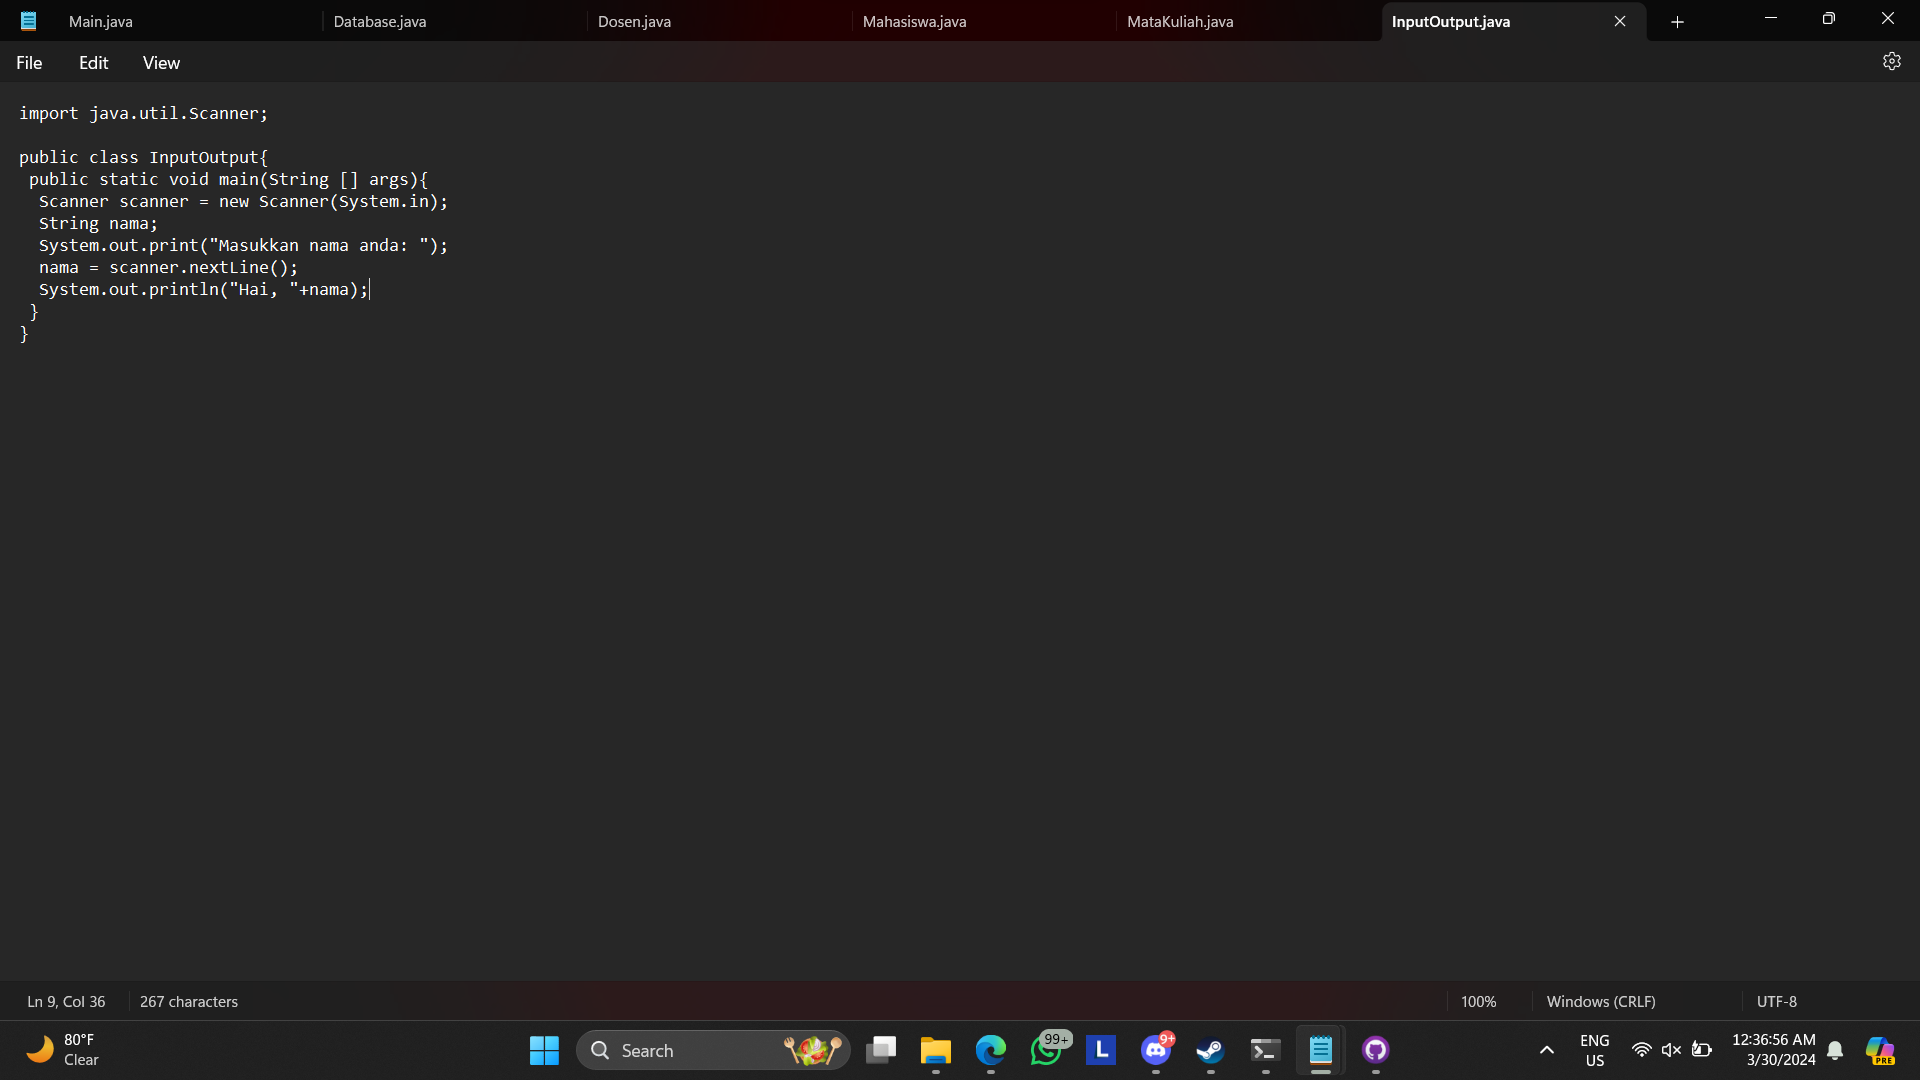 Main.java
Database.java
Dosen.java
Mahasiswa.java
MataKuliah.java
InputOutput.java
File
Edit
View
import java.util.Scanner;
public class InputOutput{
public static void main(String [] args){
Scanner scanner = new Scanner(System.in);
String nama;
System.out.print("Masukkan nama anda: ");
nama = scanner.nextLine();
System.out.println("Hai, "+nama);
}
}
Ln 9, Col 36
267 characters
100%
Windows (CRLF)
UTF-8
80°F
Clear
Search
99+
L
9+
ENG
US
12:36:56 AM
3/30/2024
PRE